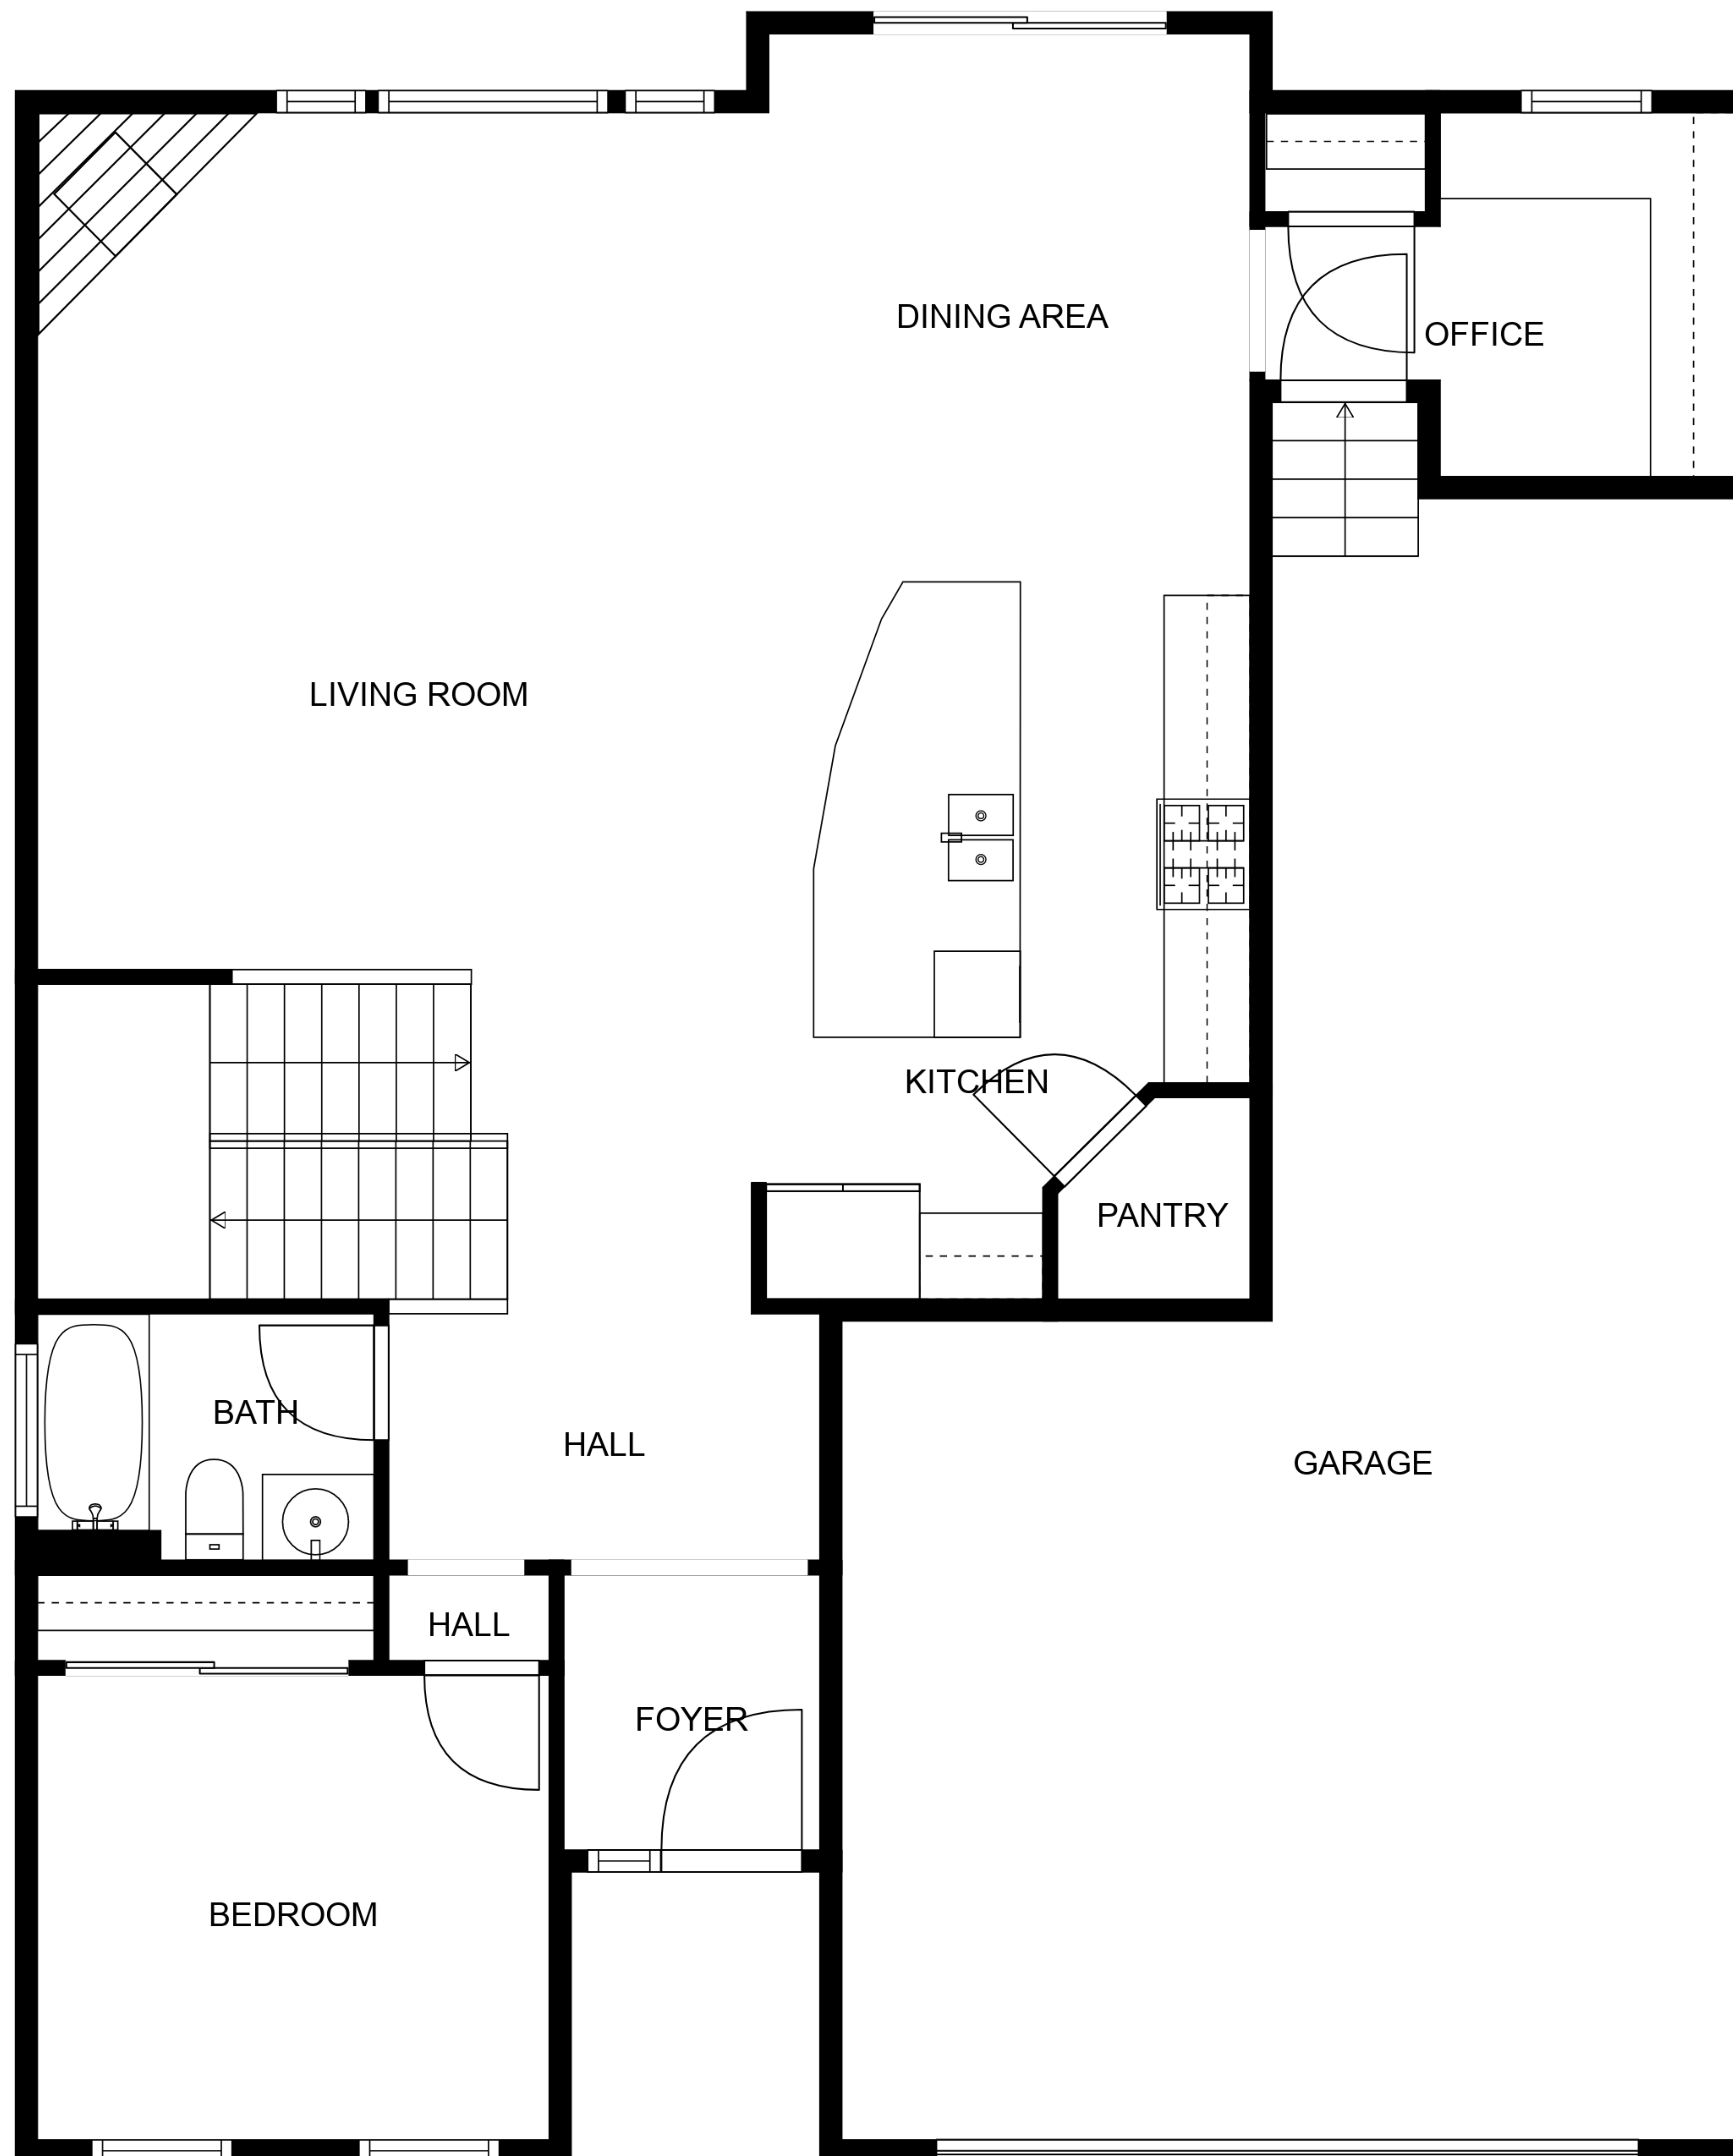 DINING AREA
OFFICE
LIVING ROOM
KITCHEN
PANTRY
BATH
HALL
GARAGE
HALL
FOYER
BEDROOM